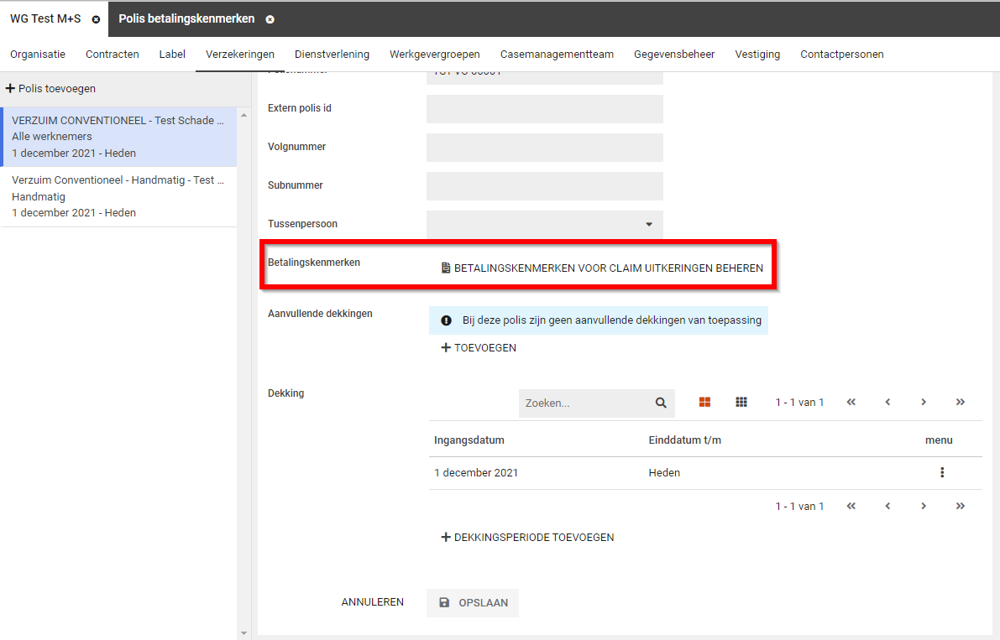 WG Test M+S
Polis betalingskenmerken
Organisatie Contracten Label Verzekeringen Dienstverlening Werkgevergroepen Casemanagementteam Gegevensbeheer Vestiging Contactpersonen
Polis toevoegen
VERZUIM CONVENTIONEEL - Test Schade ...
Alle werknemers
1 december 2021 - Heden
Verzuim Conventioneel - Handmatig - Test ...
Handmatig
1 december 2021 - Heden
Extern polis id
Volgnummer
Subnummer
Tussenpersoon
Betalingskenmerken
BETALINGSKENMERKEN VOOR CLAIM UITKERINGEN BEHEREN
Aanvullende dekkingen
Bij deze polis zijn geen aanvullende dekkingen van toepassing
+ TOEVOEGEN
Dekking
Zoeken...
1 - 1 van 1 « ‹ › »
Ingangsdatum Einddatum t/m menu
1 december 2021 Heden
1 - 1 van 1 « ‹ › »
+ DEKKINGSPERIODE TOEVOEGEN
ANNULEREN OPSLAAN